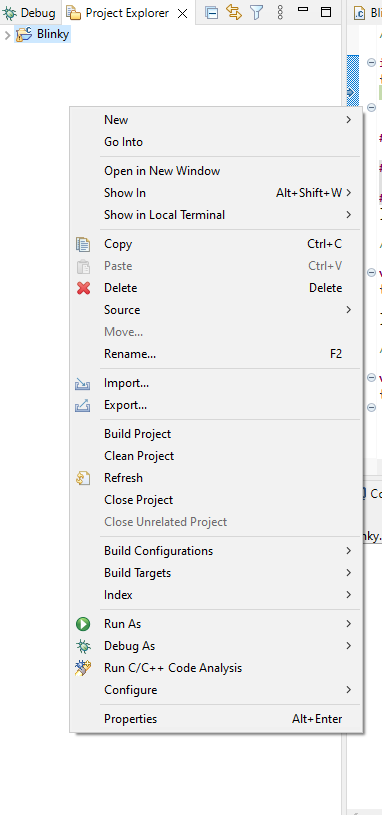 Debug Project Explorer
Blinky
New
Go Into
Open in New Window
Show In Alt+Shift+W
Show in Local Terminal
Copy Ctrl+C
Paste Ctrl+V
Delete Delete
Source
Move...
Rename... F2
Import...
Export...
Build Project
Clean Project
Refresh
Close Project
Close Unrelated Project
Build Configurations
Build Targets
Index
Run As
Debug As
Run C/C++ Code Analysis
Configure
Properties Alt+Enter